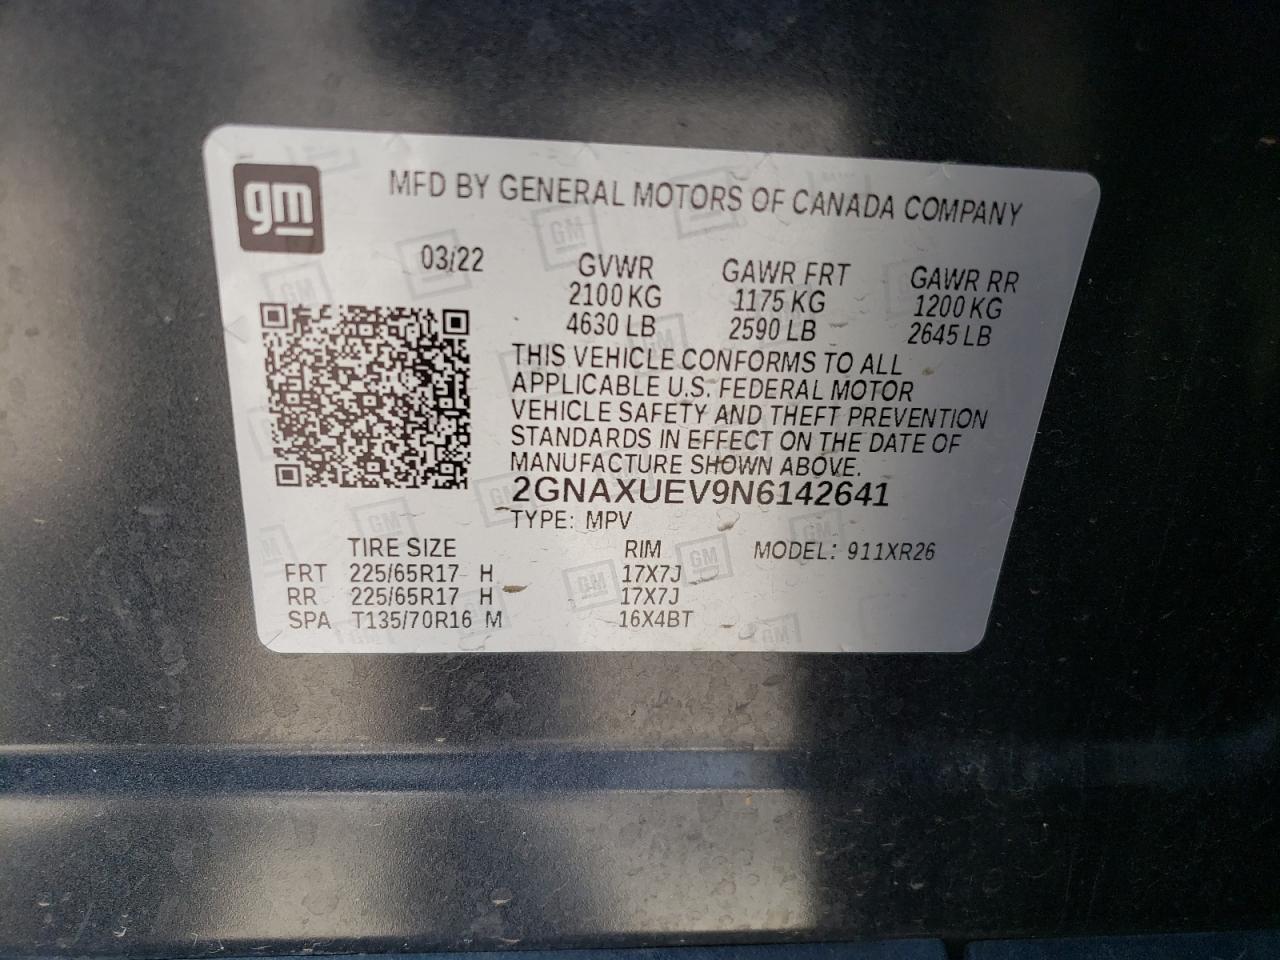 gm
MFD BY GENERAL MOTORS OF CANADA COMPANY
03/22
GVWR GAWR FRT GAWR RR
2100 KG 1175 KG 1200 KG
4630 LB 2590 LB 2645 LB
THIS VEHICLE CONFORMS TO ALL
APPLICABLE U.S. FEDERAL MOTOR
VEHICLE SAFETY AND THEFT PREVENTION
STANDARDS IN EFFECT ON THE DATE OF
MANUFACTURE SHOWN ABOVE.
2GNAXUEV9N6142641
TYPE: MPV
TIRE SIZE RIM MODEL: 911XR26
FRT 225/65R17 H 17X7J
RR 225/65R17 H 17X7J
SPA T135/70R16 M 16X4BT